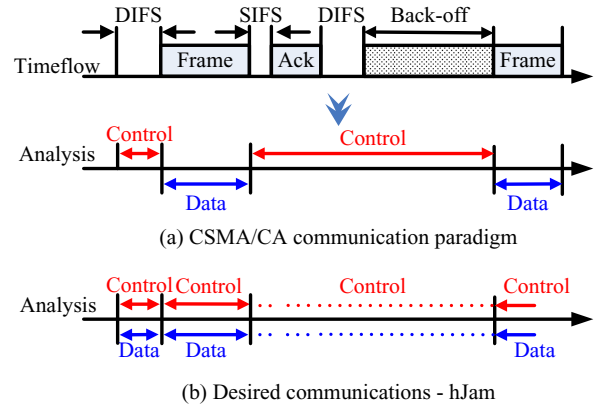 DIFS SIFS DIFS Back-off
Timeflow Frame Ack Frame
Control Control
Analysis
Data Data
(a) CSMA/CA communication paradigm
Control Control Control Control
Analysis
Data Data Data
(b) Desired communications - hJam